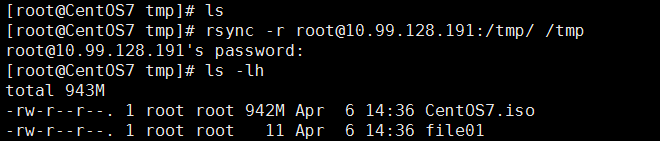 [root@CentOS7 tmp]# ls
[root@CentOS7 tmp]# rsync -r root@10.99.128.191:/tmp/ /tmp
root@10.99.128.191's password:
[root@CentOS7 tmp]# ls -lh
total 943M
-rw-r--r--. 1 root root 942M Apr  6 14:36 CentOS7.iso
-rw-r--r--. 1 root root   11 Apr  6 14:36 file01